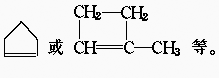 CH₂—CH₂
或
CH=C—CH₃ 等。